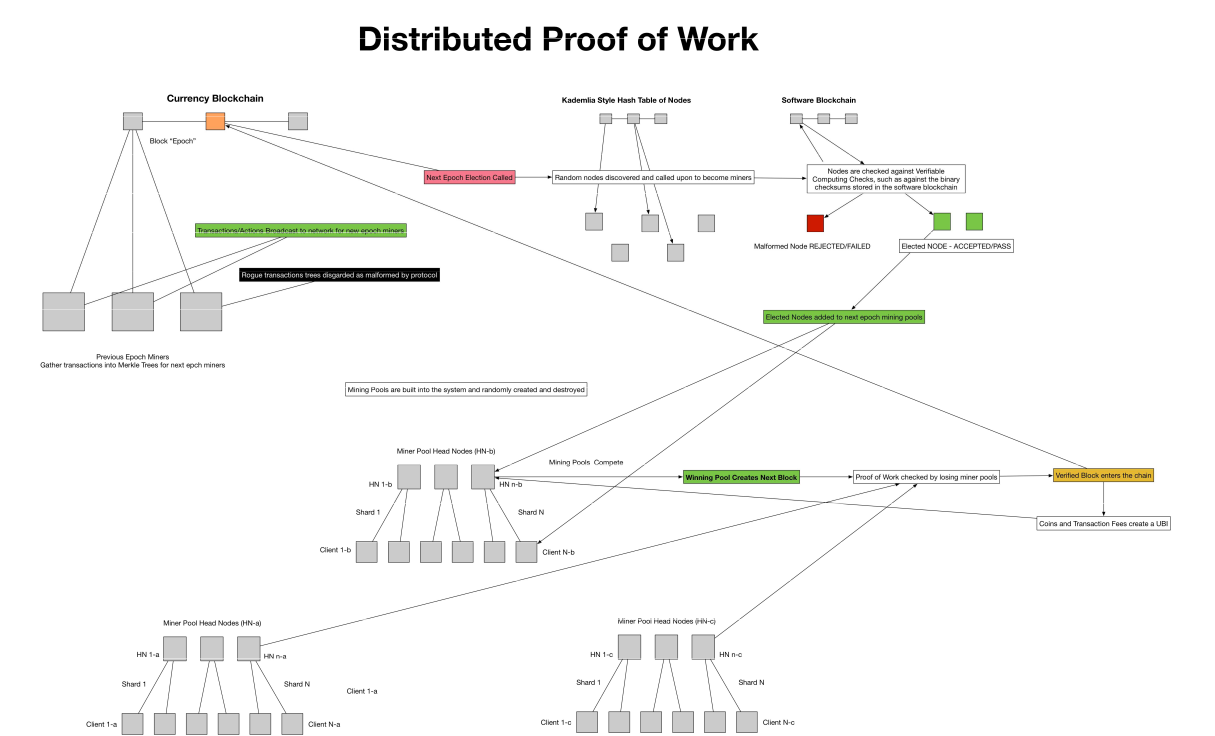 Distributed Proof of Work
Currency Blockchain
Kademlia Style Hash Table of Nodes
Software Blockchain
Block "Epoch"
Next Epoch Election Called
Random nodes discovered and called upon to become miners
Nodes are checked against Verifiable
Computing Checks, such as against the binary
checksums stored in the software blockchain
Transactions/Actions Broadcast to network for new epoch miners
Malformed Node REJECTED/FAILED
Elected NODE - ACCEPTED/PASS
Rogue transactions trees disgarded as malformed by protocol
Elected Nodes added to next epoch mining pools
Previous Epoch Miners
Gather transactions into Merkle Trees for next epch miners
Mining Pools are built into the system and randomly created and destroyed
Miner Pool Head Nodes (HN-b)
Mining Pools Compete
HN 1-b
HN n-b
Winning Pool Creates Next Block
Proof of Work checked by losing miner pools
Verified Block enters the chain
Shard 1
Shard N
Coins and Transaction Fees create a UBI
Client 1-b
Client N-b
Miner Pool Head Nodes (HN-a)
HN 1-a
HN n-a
Shard 1
Shard N
Client 1-a
Client 1-a
Client N-a
Miner Pool Head Nodes (HN-c)
HN 1-c
HN n-c
Shard 1
Shard N
Client 1-c
Client N-c